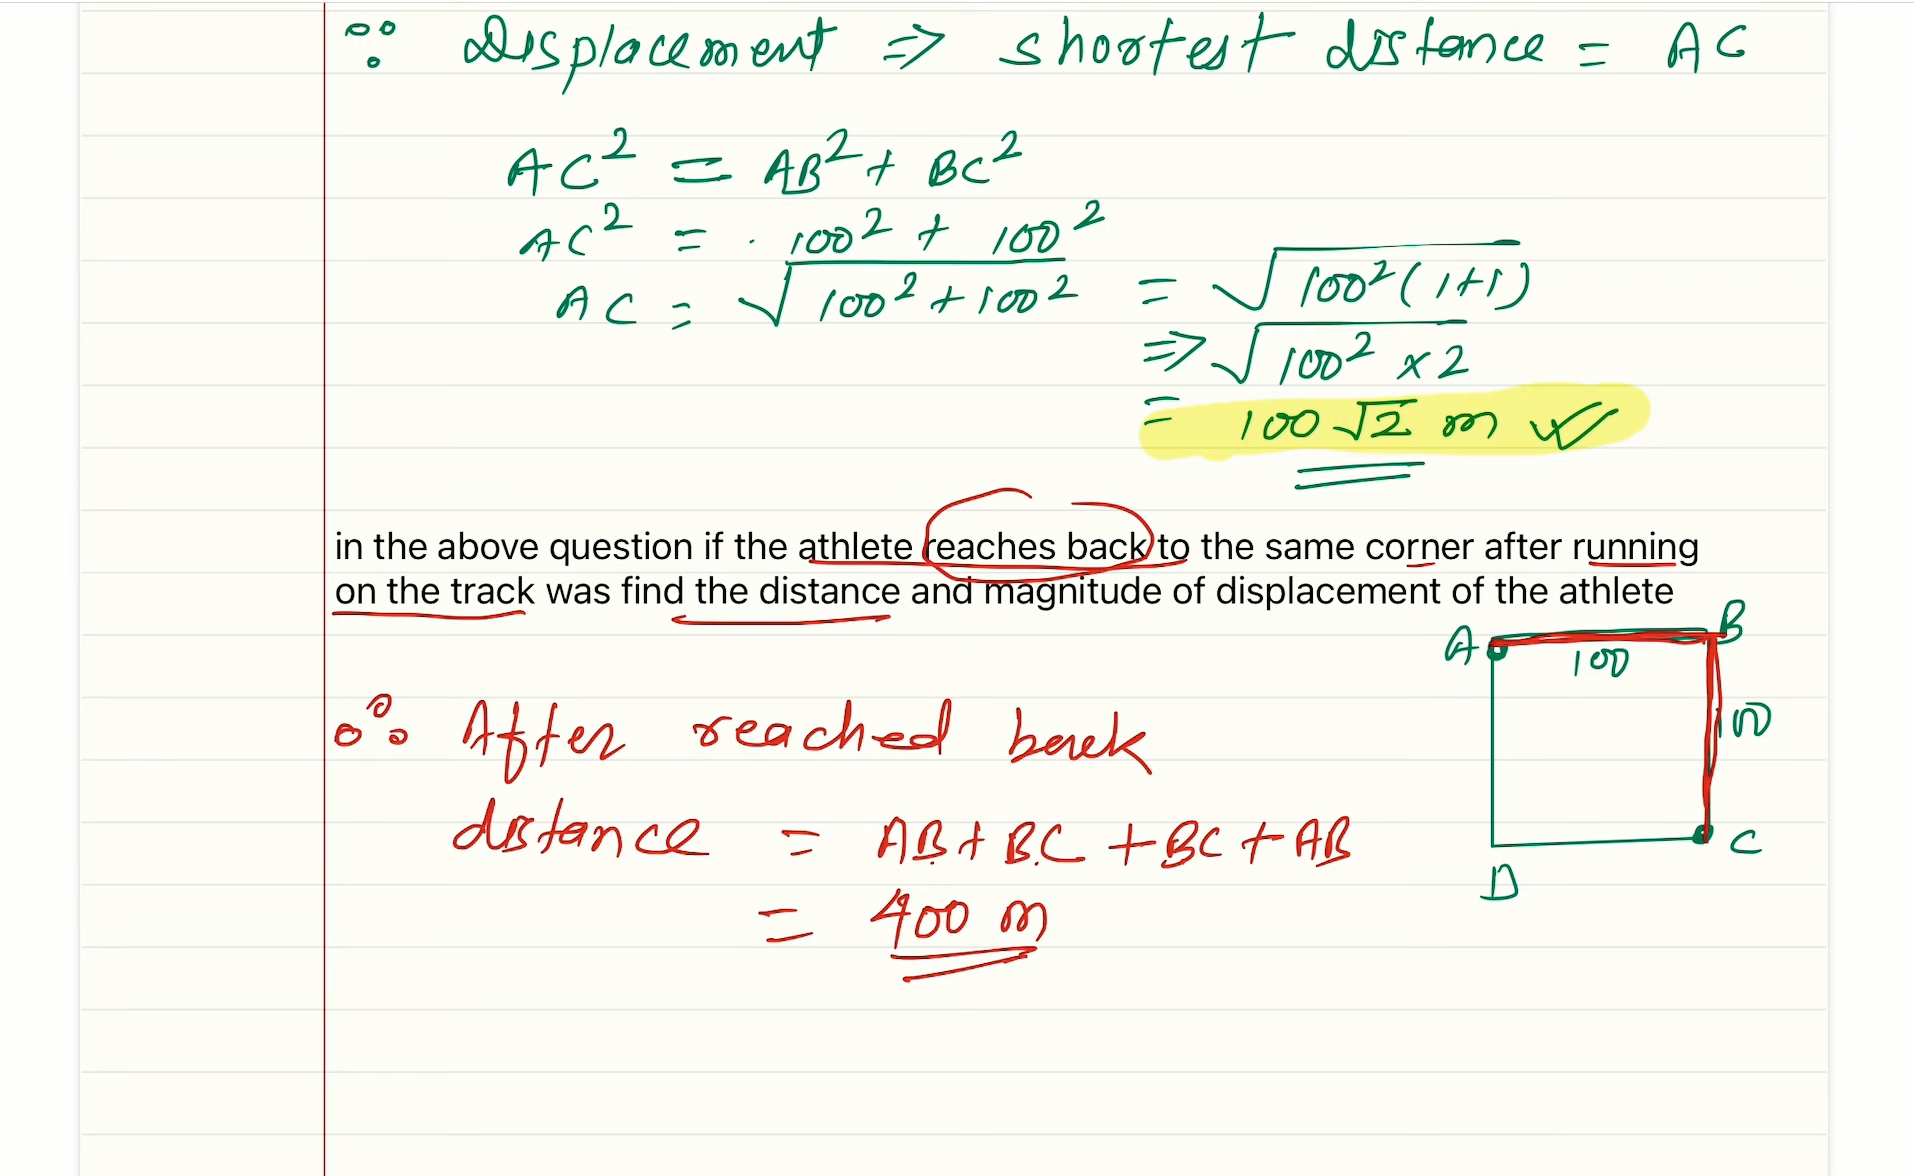 ∵ Displacement ⇒ shortest distance = AC
AC² = AB² + BC²
AC² = 100² + 100²
AC = √100² + 100² = √100² (1+1)
⇒ √100² × 2
= 100 √2 m ✓
in the above question if the athlete reaches back to the same corner after running
on the track was find the distance and magnitude of displacement of the athlete
A B
100
100
D C
∴ After reached back
distance = AB + BC + BC + AB
= 400 m